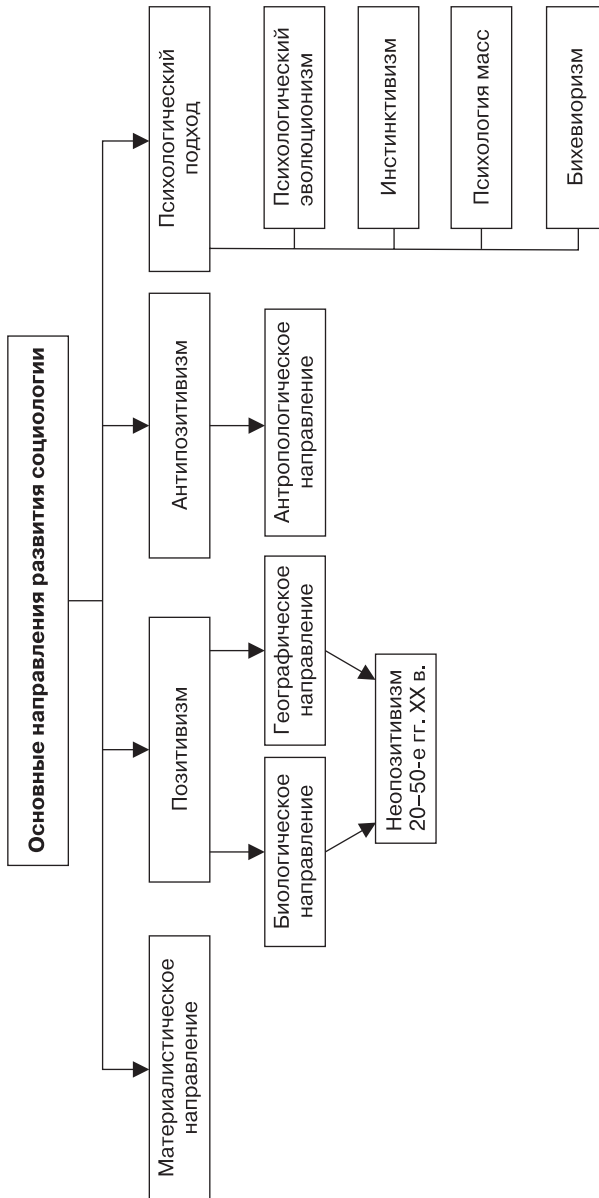 Основные направления развития социологии
Материалистическое
направление
Позитивизм
Антипозитивизм
Психологический
подход
Биологическое
направление
Географическое
направление
Антропологическое
направление
Психологический
эволюционизм
Неопозитивизм
20–50-е гг. XX в.
Инстинктивизм
Психология масс
Бихевиоризм